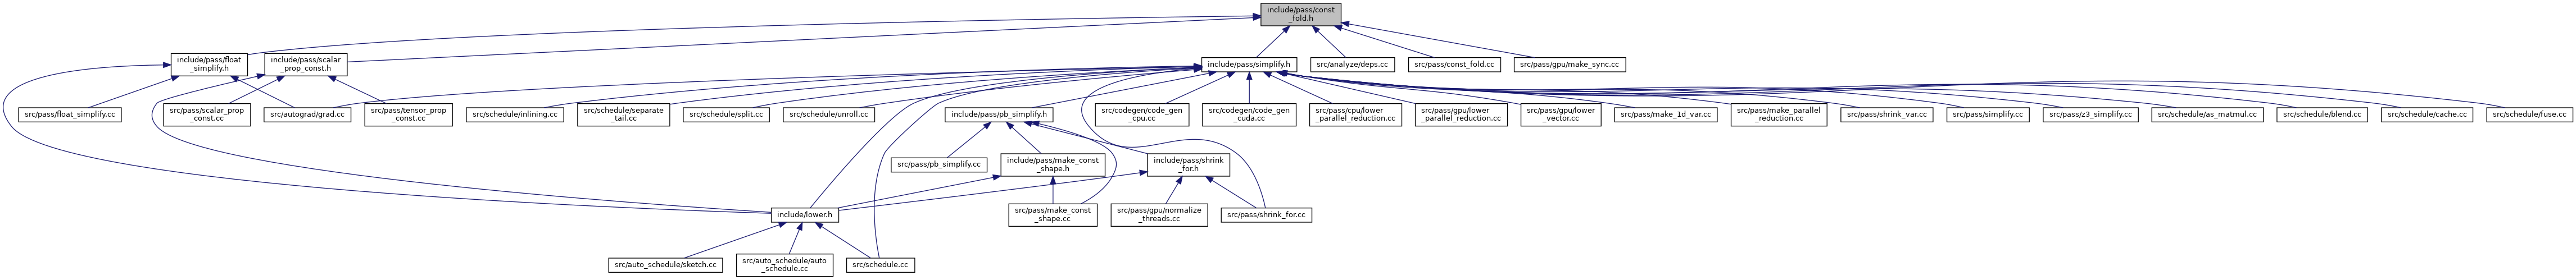 include/pass/const
_fold.h
include/pass/float
_simplify.h
include/pass/scalar
_prop_const.h
include/pass/simplify.h
src/analyze/deps.cc
src/pass/const_fold.cc
src/pass/gpu/make_sync.cc
src/pass/float_simplify.cc
src/pass/scalar_prop
_const.cc
src/autograd/grad.cc
src/pass/tensor_prop
_const.cc
src/schedule/inlining.cc
src/schedule/separate
_tail.cc
src/schedule/split.cc
src/schedule/unroll.cc
include/pass/pb_simplify.h
src/codegen/code_gen
_cpu.cc
src/codegen/code_gen
_cuda.cc
src/pass/cpu/lower
_parallel_reduction.cc
src/pass/gpu/lower
_parallel_reduction.cc
src/pass/gpu/lower
_vector.cc
src/pass/make_1d_var.cc
src/pass/make_parallel
_reduction.cc
src/pass/shrink_var.cc
src/pass/simplify.cc
src/pass/z3_simplify.cc
src/schedule/as_matmul.cc
src/schedule/blend.cc
src/schedule/cache.cc
src/schedule/fuse.cc
src/pass/pb_simplify.cc
include/pass/make_const
_shape.h
include/pass/shrink
_for.h
include/lower.h
src/pass/make_const
_shape.cc
src/pass/gpu/normalize
_threads.cc
src/pass/shrink_for.cc
src/auto_schedule/sketch.cc
src/auto_schedule/auto
_schedule.cc
src/schedule.cc